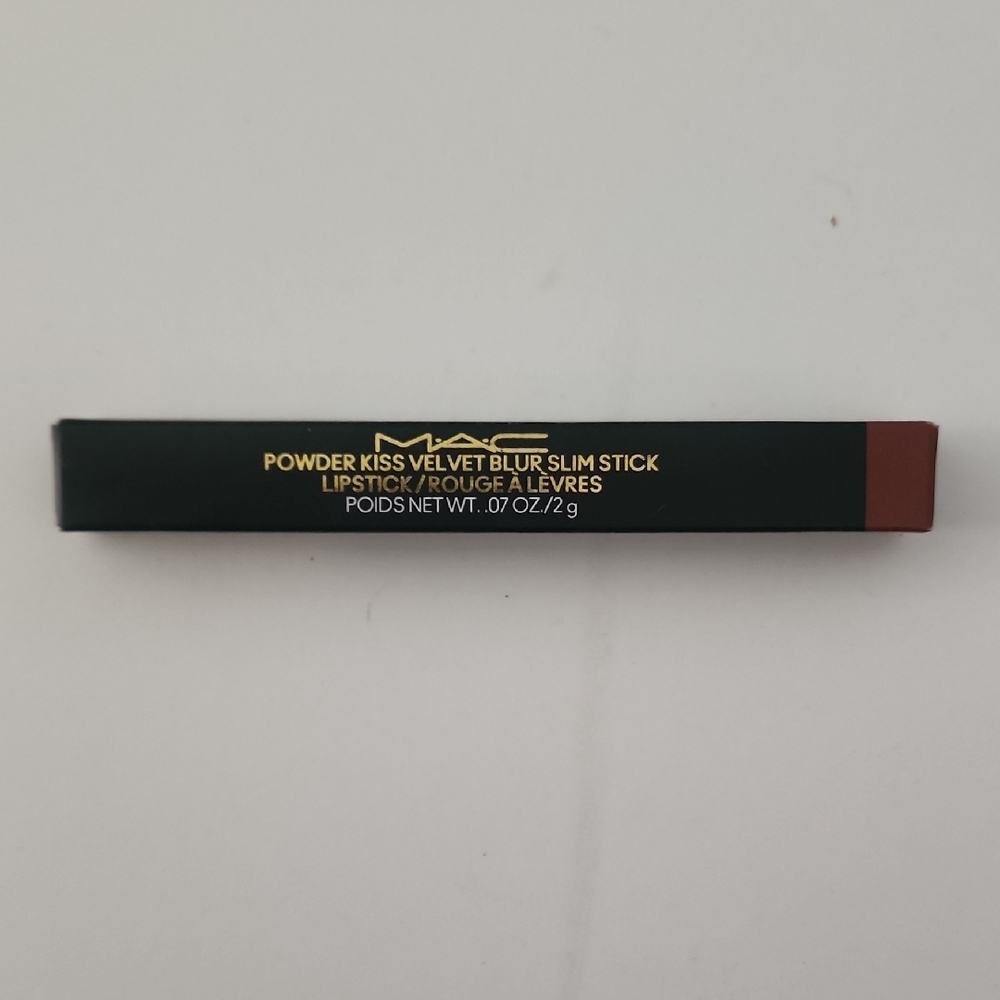 M·A·C
POWDER KISS VELVET BLUR SLIM STICK
LIPSTICK / ROUGE À LÈVRES
POIDS NET WT. .07 OZ./2 g